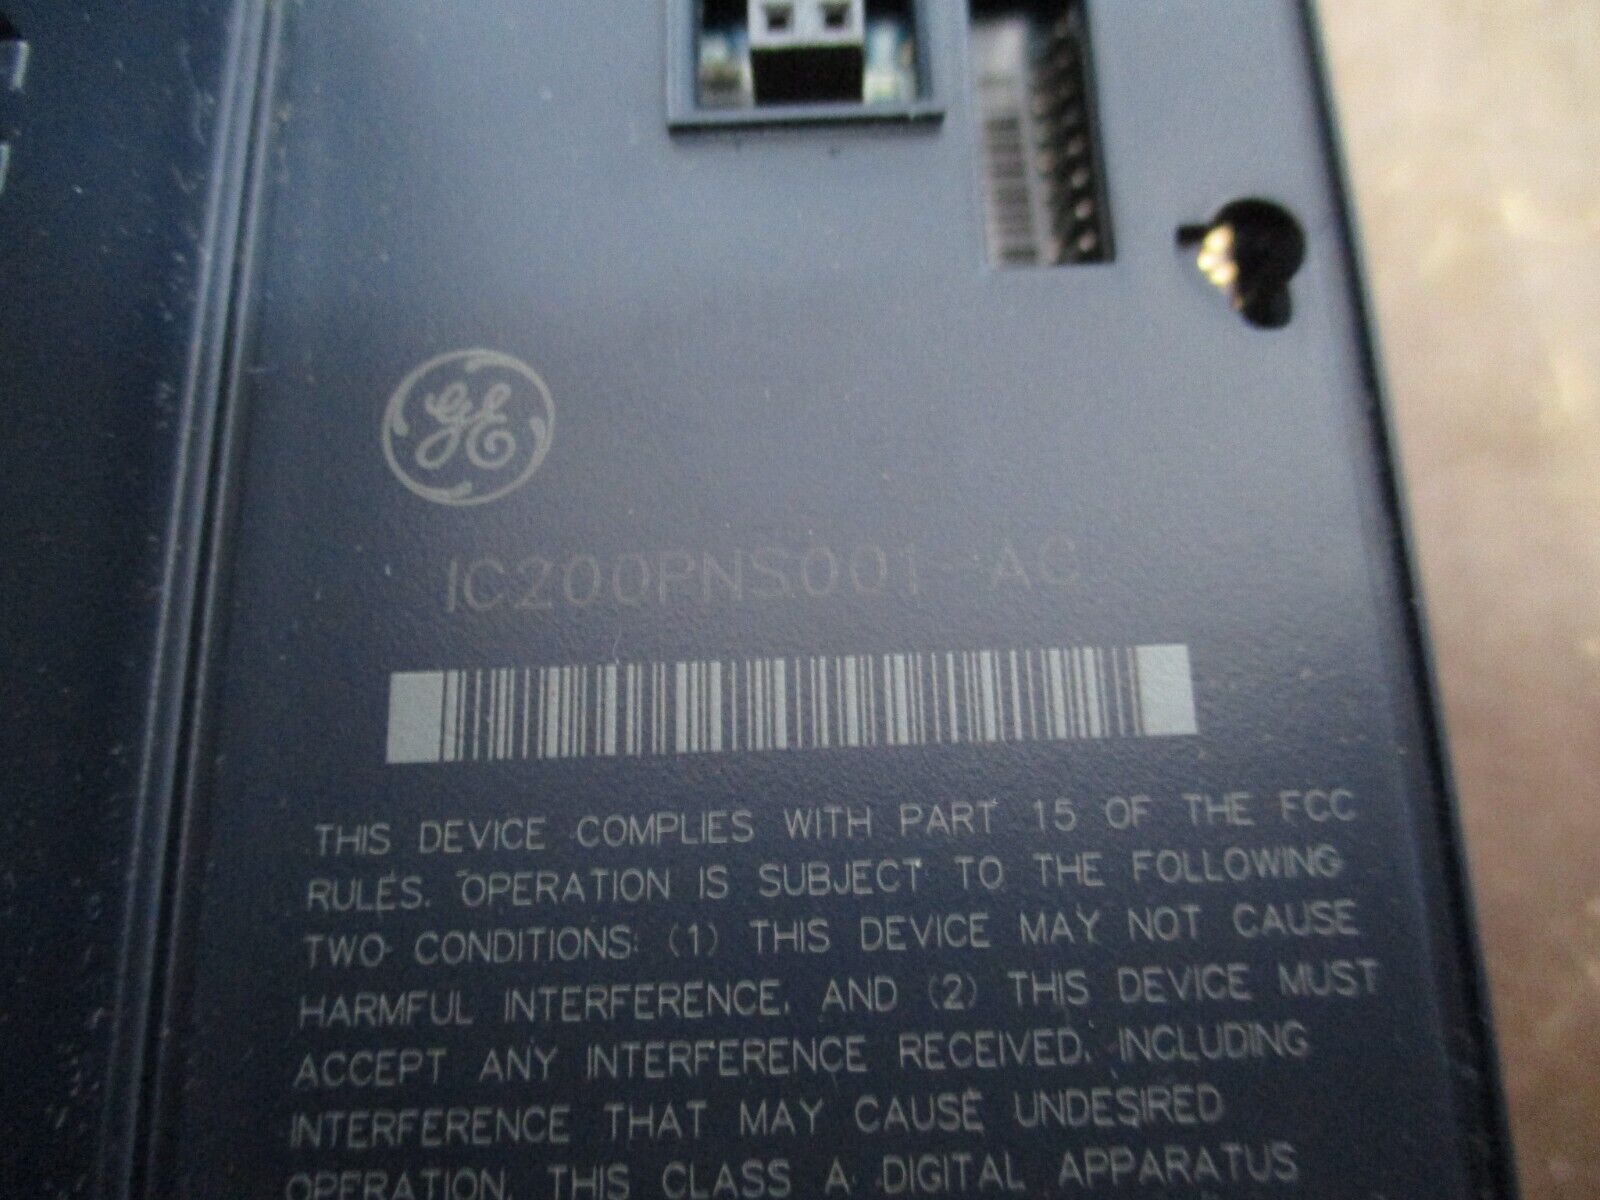 GE
IC200PNS001-AC
THIS DEVICE COMPLIES WITH PART 15 OF THE FCC
RULES. OPERATION IS SUBJECT TO THE FOLLOWING
TWO CONDITIONS: (1) THIS DEVICE MAY NOT CAUSE
HARMFUL INTERFERENCE, AND (2) THIS DEVICE MUST
ACCEPT ANY INTERFERENCE RECEIVED, INCLUDING
INTERFERENCE THAT MAY CAUSE UNDESIRED
OPERATION. THIS CLASS A DIGITAL APPARATUS